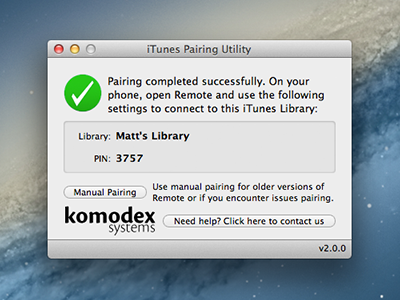 iTunes Pairing Utility
Pairing completed successfully. On your
phone, open Remote and use the following
settings to connect to this iTunes Library:
Library: Matt's Library
PIN: 3757
Manual Pairing
Use manual pairing for older versions of
Remote or if you encounter issues pairing.
komodex
systems
Need help? Click here to contact us
v2.0.0